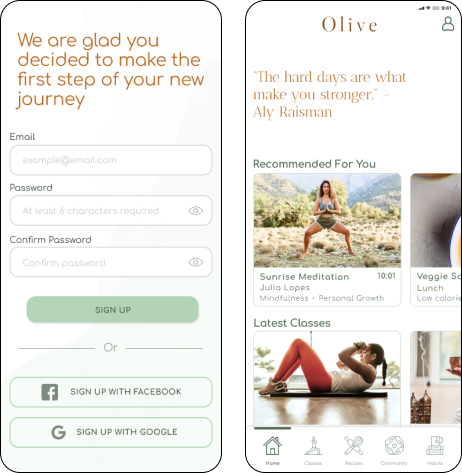 We are glad you
decided to make the
first step of your new
journey
Email
example@email.com
Password
At least 6 characters required
Confirm Password
Confirm password
SIGN UP
Or
SIGN UP WITH FACEBOOK
SIGN UP WITH GOOGLE
9:41
Olive
"The hard days are what
make you stronger." -
Aly Raisman
Recommended For You
Sunrise Meditation 10:01
Julia Lopes
Mindfulness • Personal Growth
Veggie Sa
Lunch
Low calorie
Latest Classes
Home
Classes
Recipes
Community
Habits